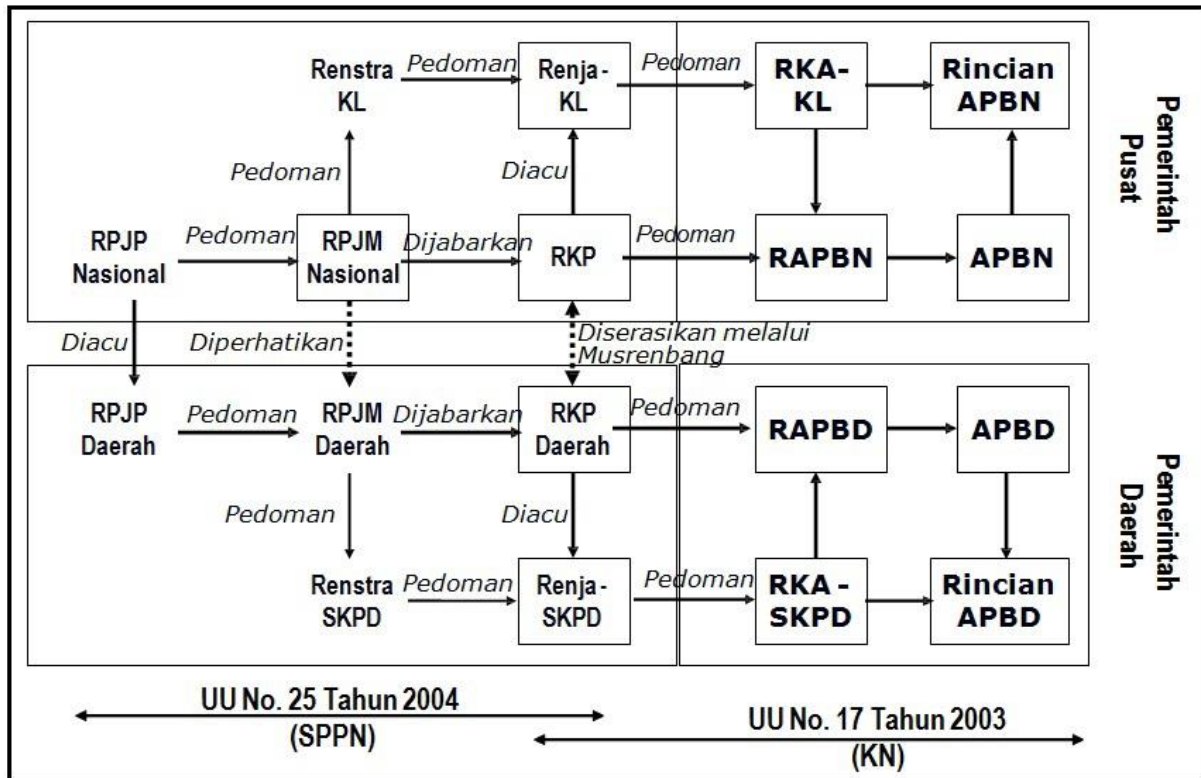 Renstra
KL
Pedoman
Renja-
KL
Pedoman
RKA-
KL
Rincian
APBN
Pedoman
Diacu
RPJP
Nasional
Pedoman
RPJM
Nasional
Dijabarkan
RKP
Pedoman
RAPBN
APBN
Pemerintah
Pusat
Diacu
Diperhatikan
Diserasikan melalui
Musrenbang
RPJP
Daerah
Pedoman
RPJM
Daerah
Dijabarkan
RKP
Daerah
Pedoman
RAPBD
APBD
Pedoman
Diacu
Renstra
SKPD
Pedoman
Renja -
SKPD
Pedoman
RKA -
SKPD
Rincian
APBD
Pemerintah
Daerah
UU No. 25 Tahun 2004
(SPPN)
UU No. 17 Tahun 2003
(KN)